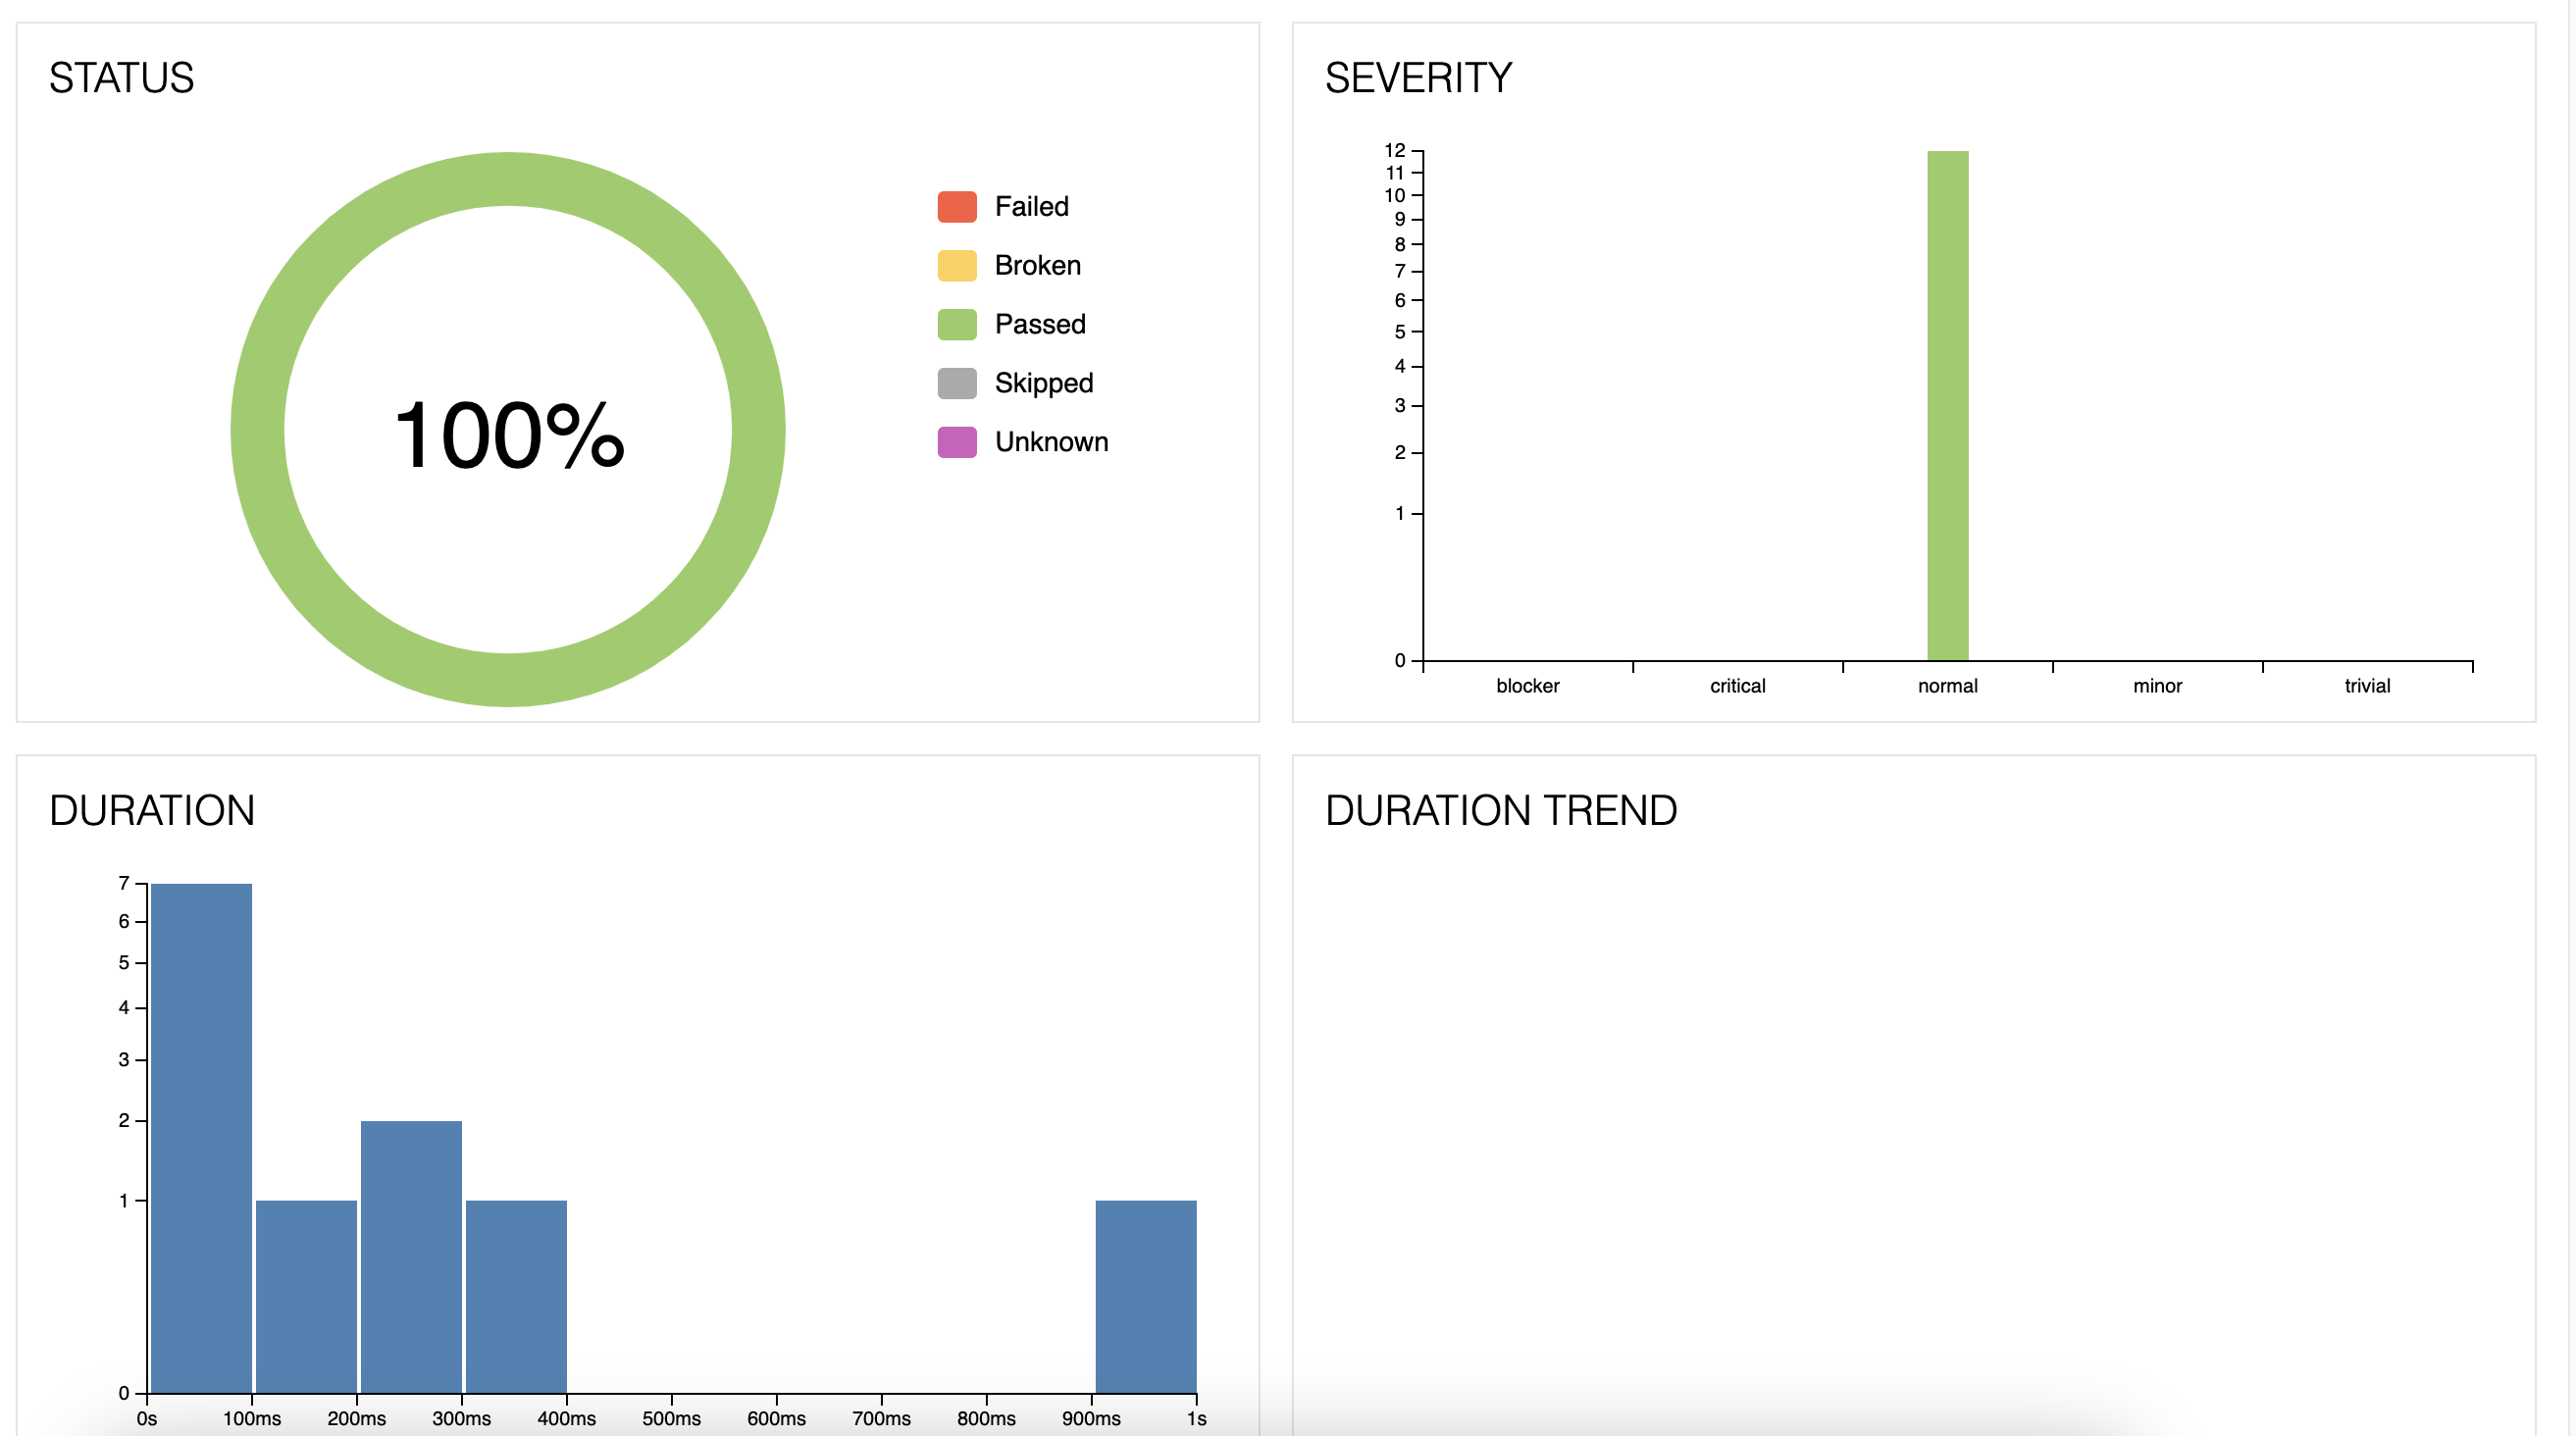 STATUS
100%
Failed
Broken
Passed
Skipped
Unknown
SEVERITY
12
11
10
9
8
7
6
5
4
3
2
1
0
blocker critical normal minor trivial
DURATION
7
6
5
4
3
2
1
0
0s 100ms 200ms 300ms 400ms 500ms 600ms 700ms 800ms 900ms 1s
DURATION TREND